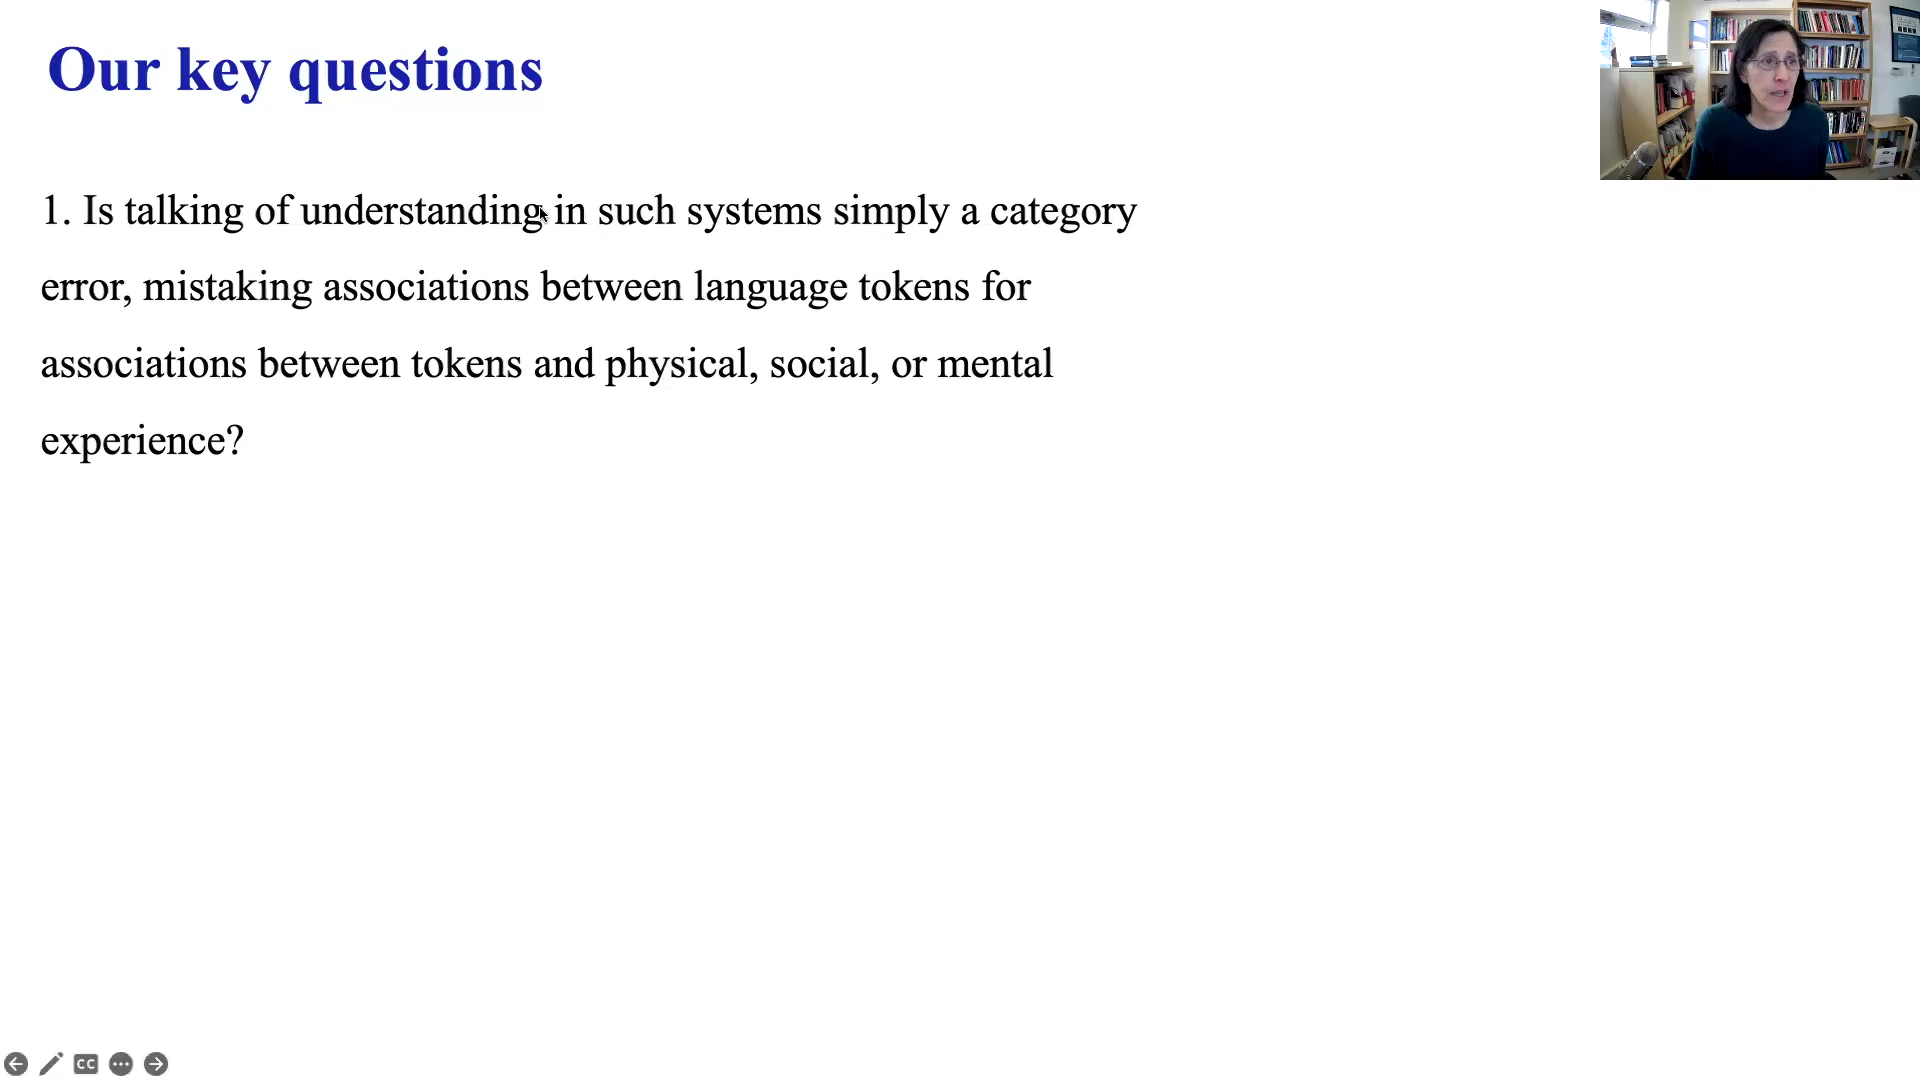 Our key questions
1. Is talking of understanding in such systems simply a category
error, mistaking associations between language tokens for
associations between tokens and physical, social, or mental
experience?
CC